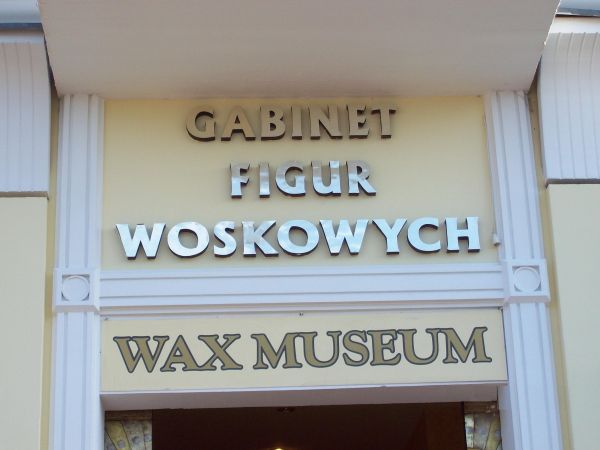 GABINET
FIGUR
WOSKOWYCH
WAX MUSEUM